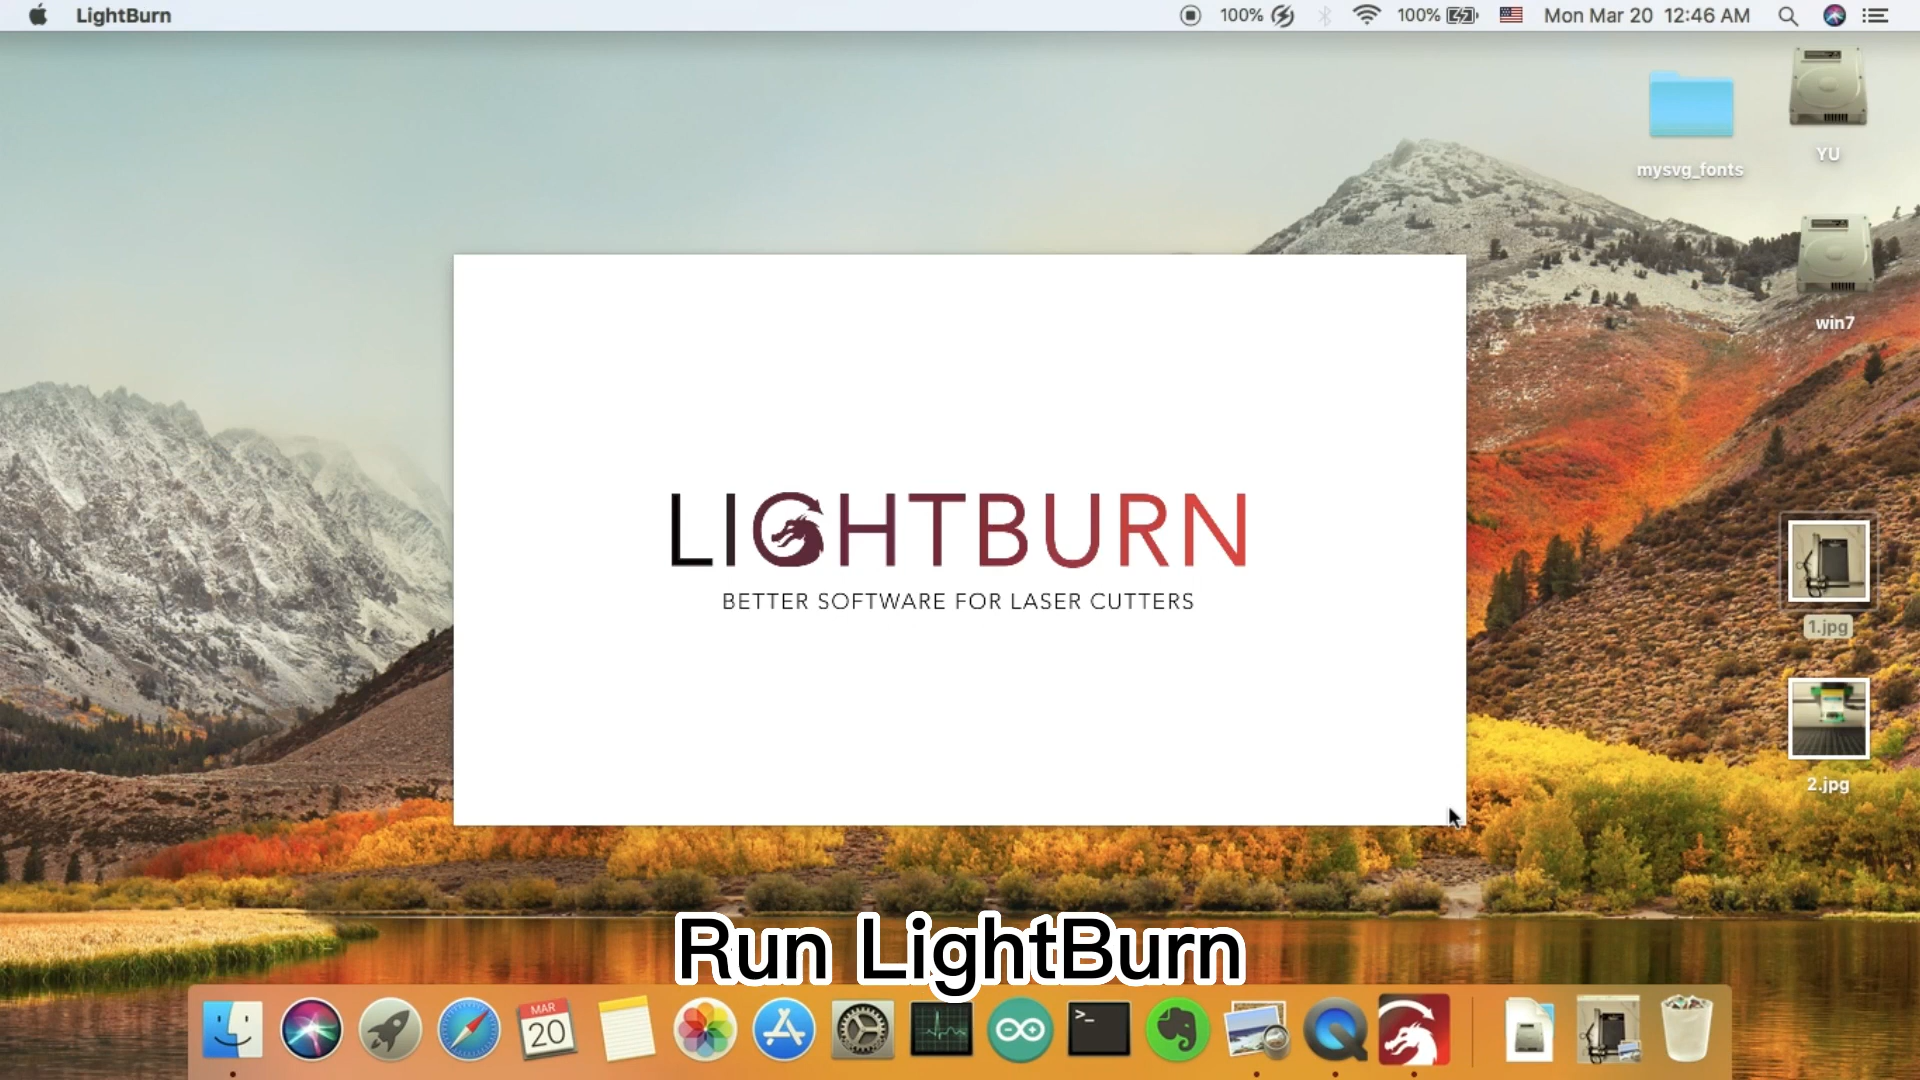 LightBurn
100%
100%
Mon Mar 20 12:46 AM
mysvg_fonts
YU
win7
LIGHTBURN
BETTER SOFTWARE FOR LASER CUTTERS
1.jpg
2.jpg
Run LightBurn
MAR
20
>_